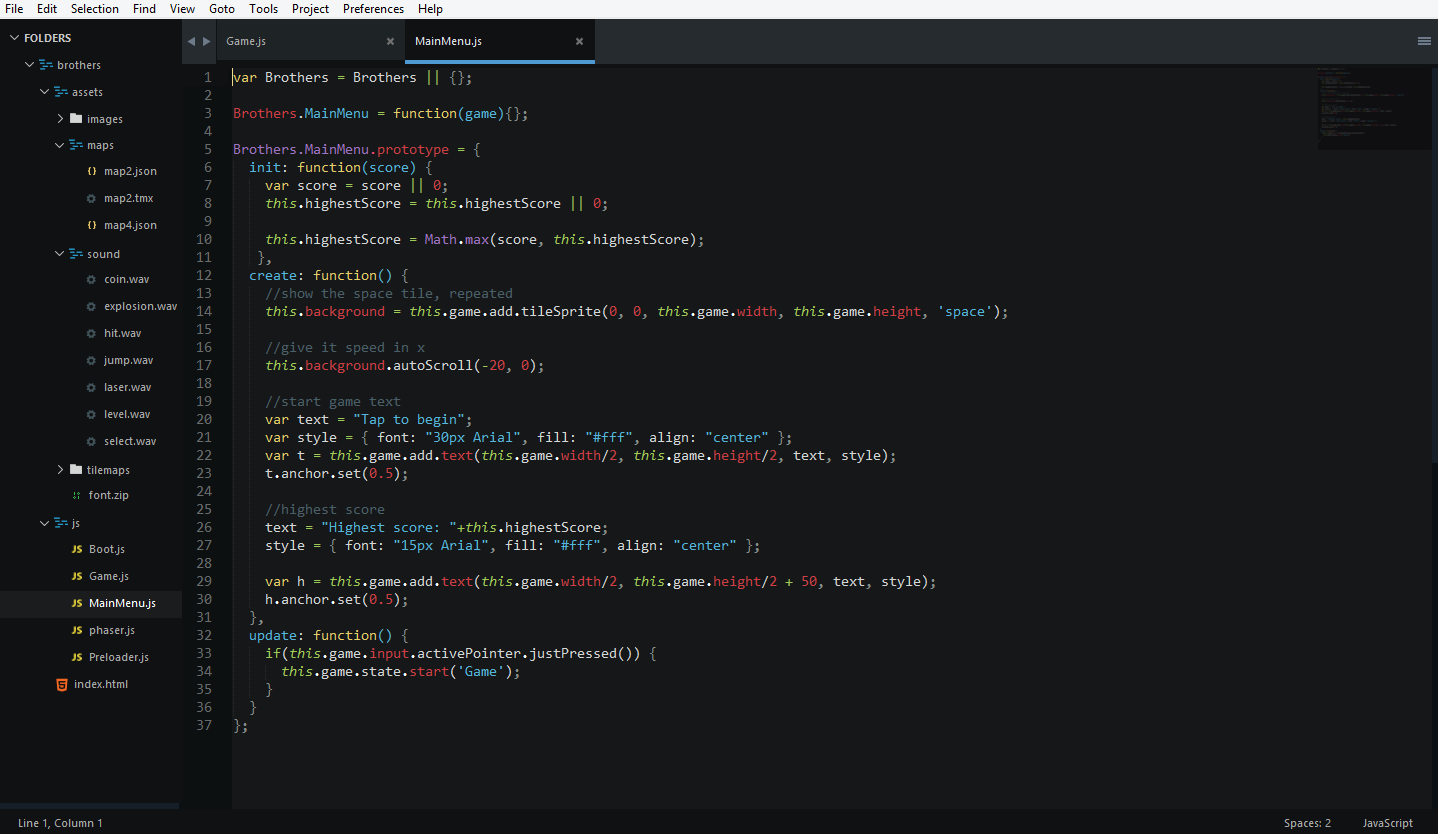 File Edit Selection Find View Goto Tools Project Preferences Help
FOLDERS
brothers
assets
images
maps
map2.json
map2.tmx
map4.json
sound
coin.wav
explosion.wav
hit.wav
jump.wav
laser.wav
level.wav
select.wav
tilemaps
font.zip
js
JS Boot.js
JS Game.js
JS MainMenu.js
JS phaser.js
JS Preloader.js
index.html
Game.js × MainMenu.js ×
1 var Brothers = Brothers || {};
2
3 Brothers.MainMenu = function(game){};
4
5 Brothers.MainMenu.prototype = {
6   init: function(score) {
7     var score = score || 0;
8     this.highestScore = this.highestScore || 0;
9
10     this.highestScore = Math.max(score, this.highestScore);
11    },
12   create: function() {
13     //show the space tile, repeated
14     this.background = this.game.add.tileSprite(0, 0, this.game.width, this.game.height, 'space');
15
16     //give it speed in x
17     this.background.autoScroll(-20, 0);
18
19     //start game text
20     var text = "Tap to begin";
21     var style = { font: "30px Arial", fill: "#fff", align: "center" };
22     var t = this.game.add.text(this.game.width/2, this.game.height/2, text, style);
23     t.anchor.set(0.5);
24
25     //highest score
26     text = "Highest score: "+this.highestScore;
27     style = { font: "15px Arial", fill: "#fff", align: "center" };
28
29     var h = this.game.add.text(this.game.width/2, this.game.height/2 + 50, text, style);
30     h.anchor.set(0.5);
31   },
32   update: function() {
33     if(this.game.input.activePointer.justPressed()) {
34       this.game.state.start('Game');
35     }
36   }
37 };
Line 1, Column 1
Spaces: 2 JavaScript